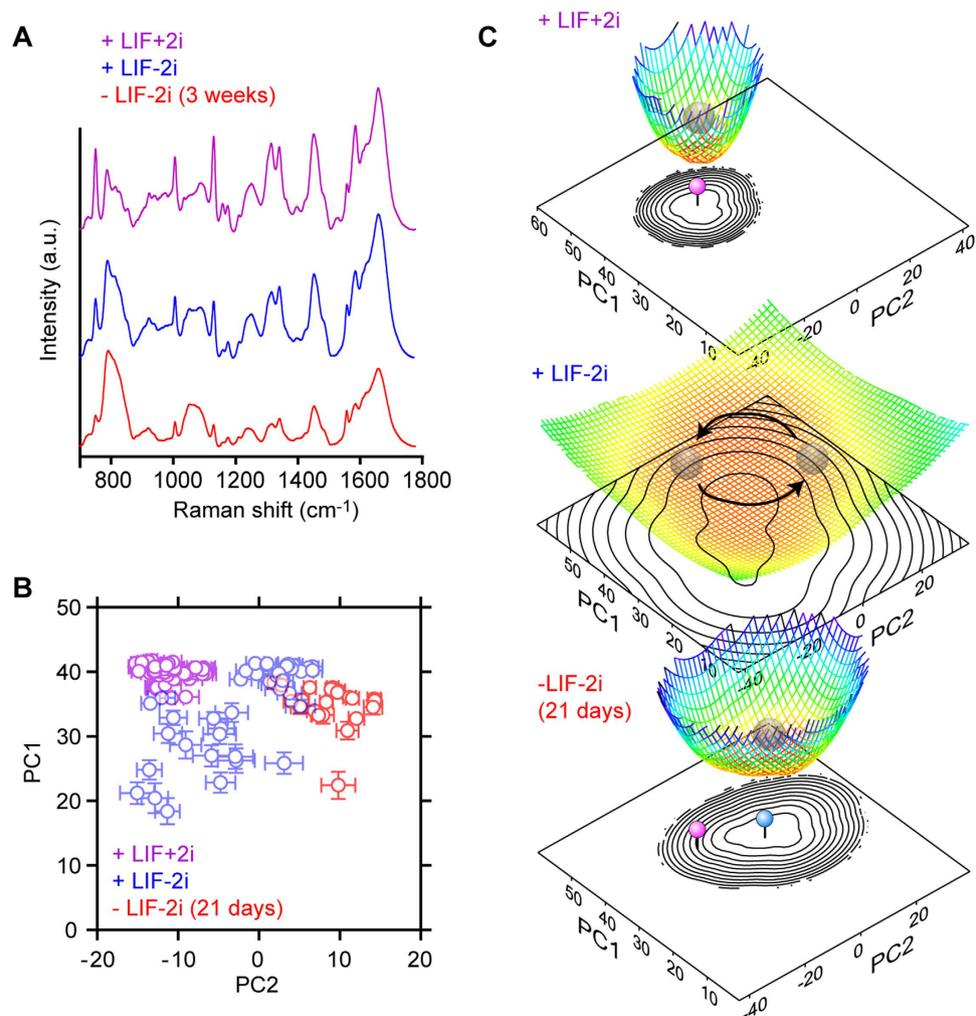 A
+ LIF+2i
+ LIF-2i
- LIF-2i (3 weeks)
Intensity (a.u.)
800 1000 1200 1400 1600 1800
Raman shift (cm-1)
B
50
40
30
20
10
0
PC1
+ LIF+2i
+ LIF-2i
- LIF-2i (21 days)
-20 -10 0 10 20
PC2
C
+ LIF+2i
60 50 40 30 20 10
PC1
-40 -20 0 20 40
PC2
+ LIF-2i
50 40 30 20 10
PC1
-40 -20 0 20
PC2
-LIF-2i
(21 days)
50 40 30 20 10
PC1
-40 -20 0 20
PC2